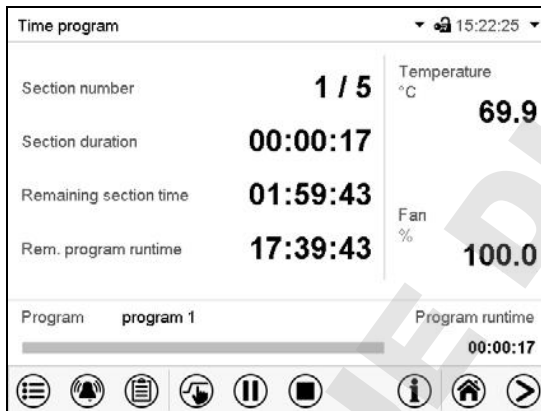 Time program 15:22:25
Section number 1 / 5
Section duration 00:00:17
Remaining section time 01:59:43
Rem. program runtime 17:39:43
Temperature
°C
69.9
Fan
%
100.0
Program program 1 Program runtime
00:00:17